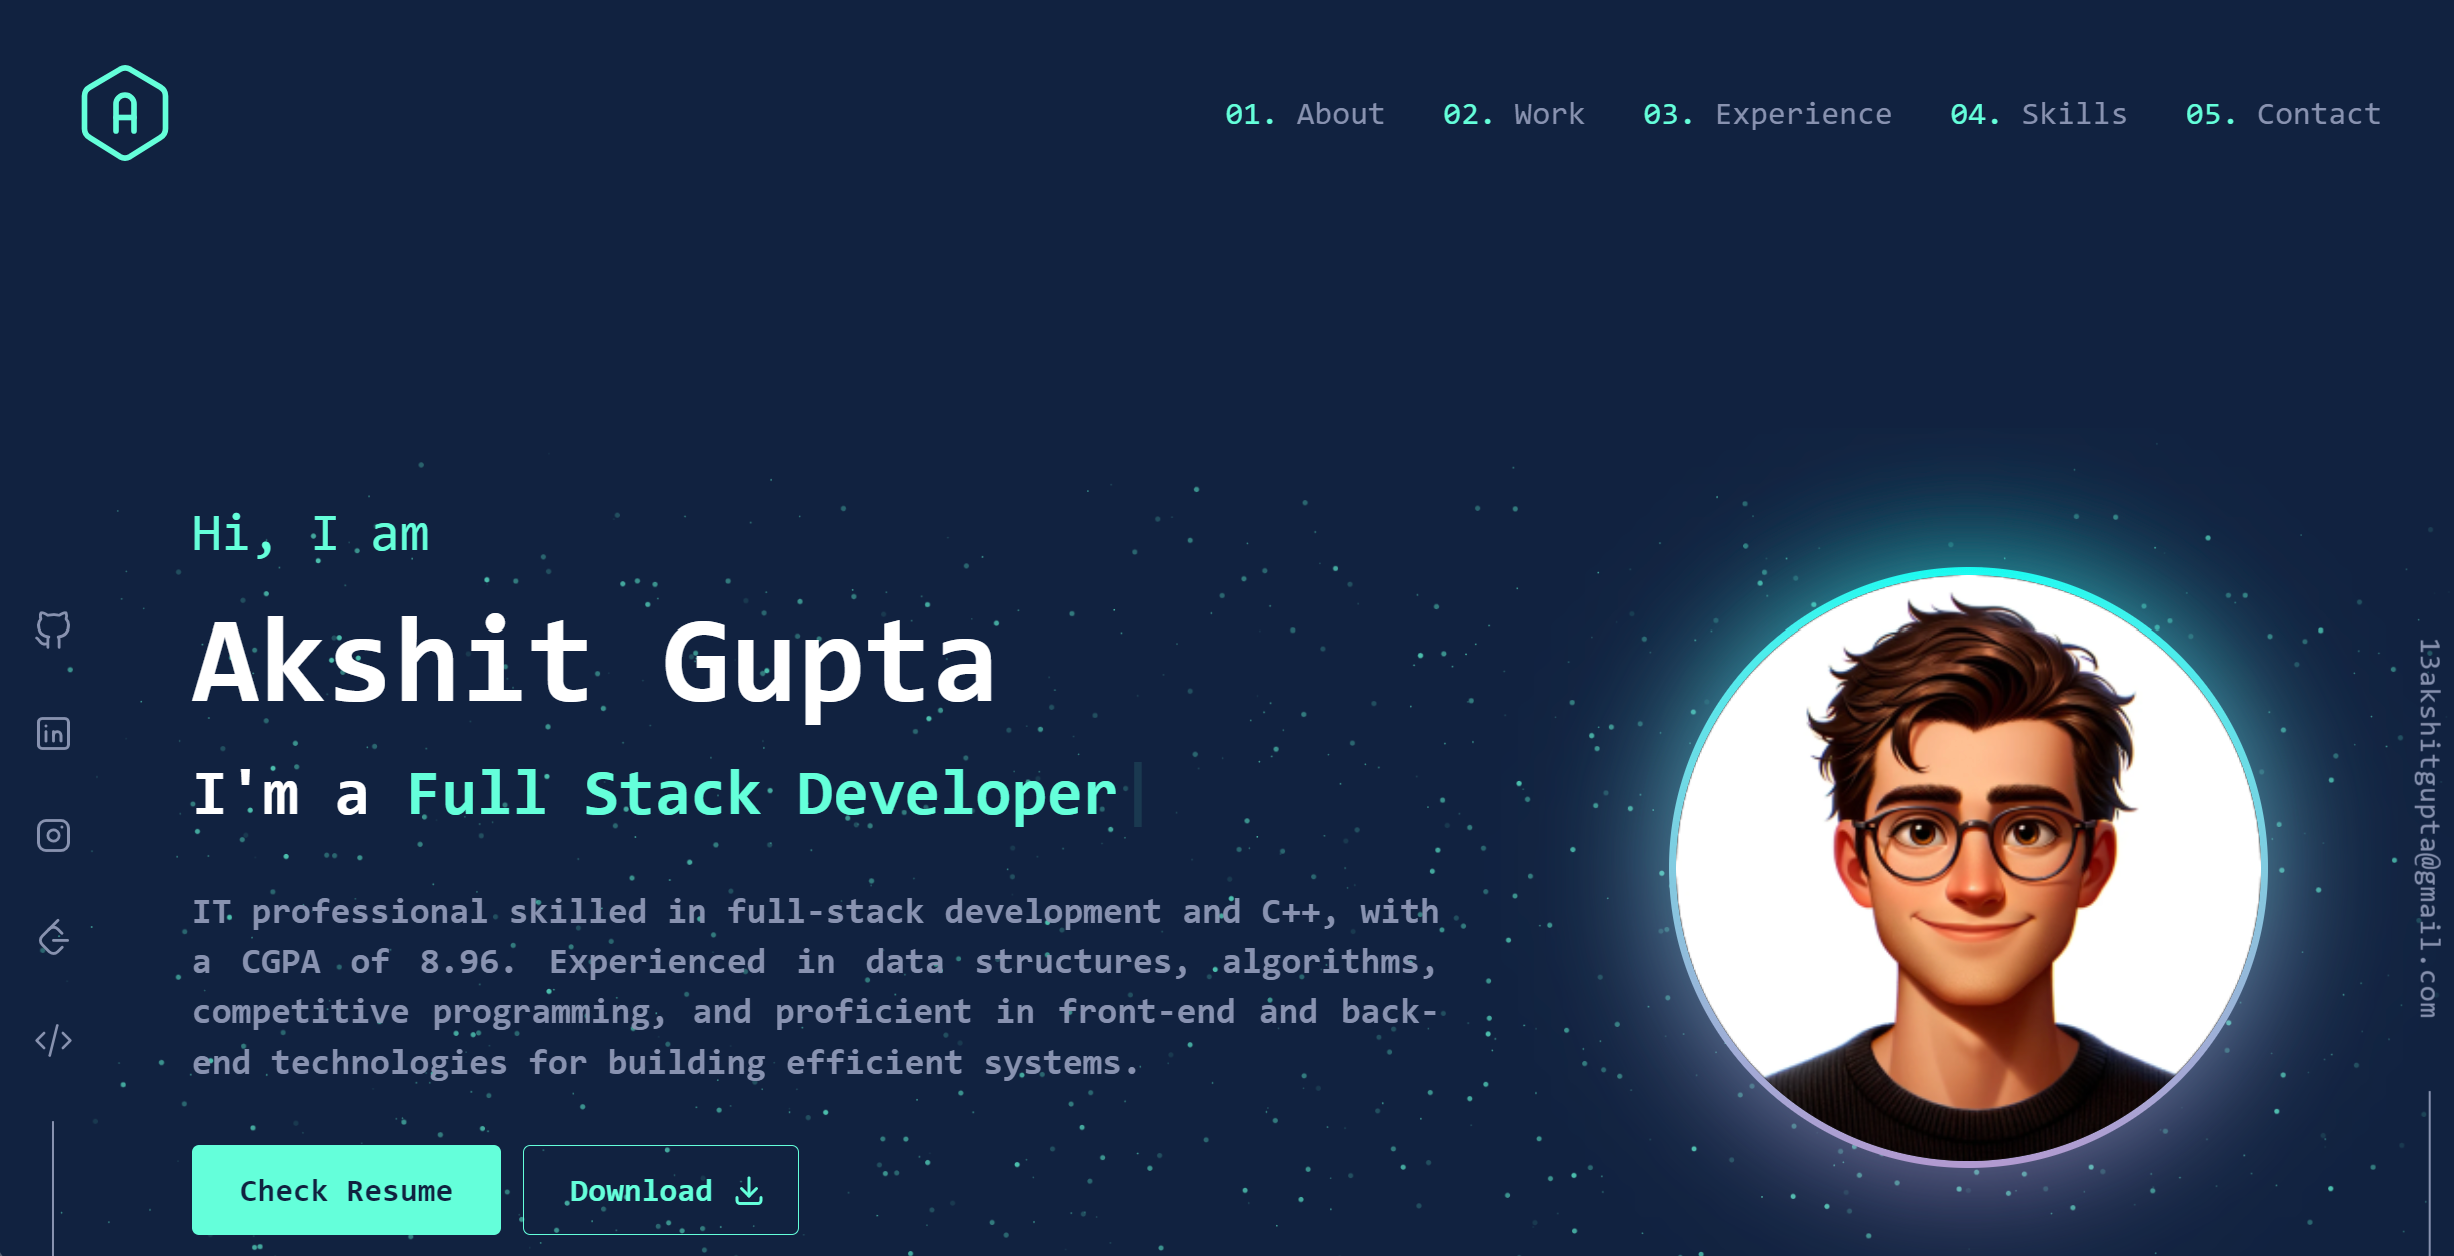 A
01. About 02. Work 03. Experience 04. Skills 05. Contact
Hi, I am
Akshit Gupta
I'm a Full Stack Developer
IT professional skilled in full-stack development and C++, with
a CGPA of 8.96. Experienced in data structures, algorithms,
competitive programming, and proficient in front-end and back-
end technologies for building efficient systems.
Check Resume
Download
in
13akshitgupta@gmail.com